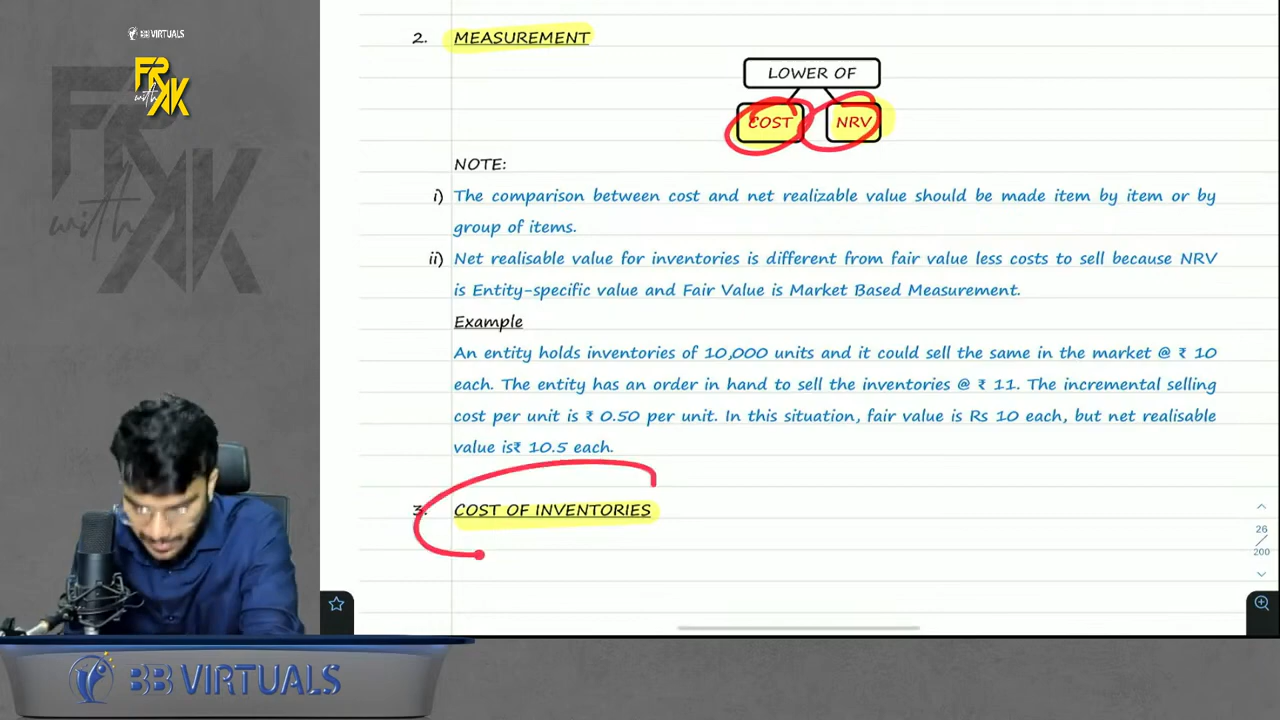 BB VIRTUALS
FR
with
AK
FR
with
AK
2. MEASUREMENT
LOWER OF
COST NRV
NOTE:
i) The comparison between cost and net realizable value should be made item by item or by
group of items.
ii) Net realisable value for inventories is different from fair value less costs to sell because NRV
is Entity-specific value and Fair Value is Market Based Measurement.
Example
An entity holds inventories of 10,000 units and it could sell the same in the market @ ₹ 10
each. The entity has an order in hand to sell the inventories @ ₹ 11. The incremental selling
cost per unit is ₹ 0.50 per unit. In this situation, fair value is Rs 10 each, but net realisable
value is₹ 10.5 each.
3. COST OF INVENTORIES
26
200
BB VIRTUALS